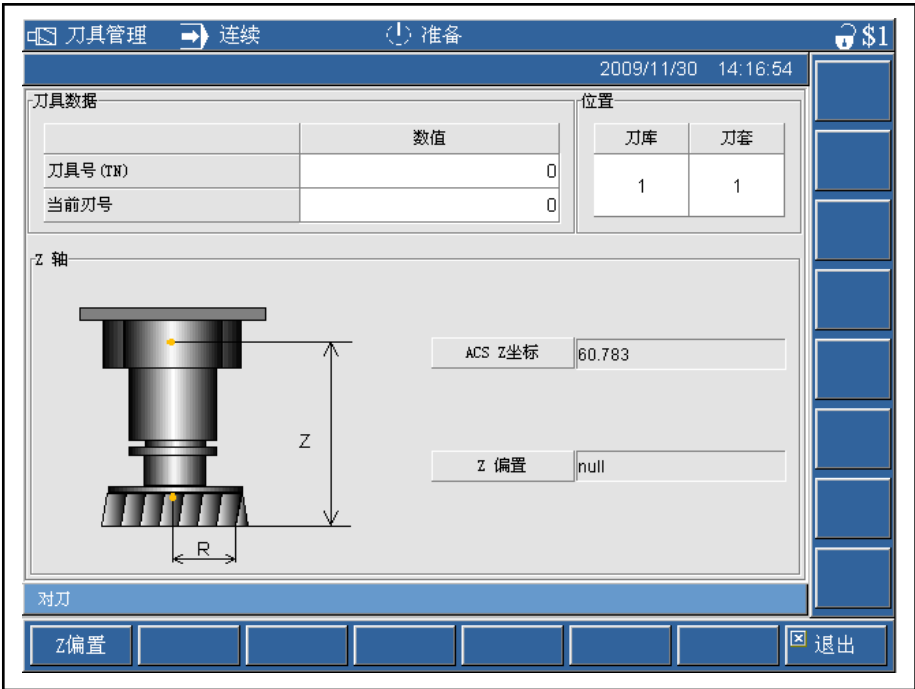 刀具管理 连续 准备 $1
2009/11/30 14:16:54
刀具数据
数值
刀具号(TN) 0
当前刃号 0
位置
刀库 刀套
1 1
Z 轴
Z
R
ACS Z坐标 60.783
Z 偏置 null
对刀
Z偏置 退出